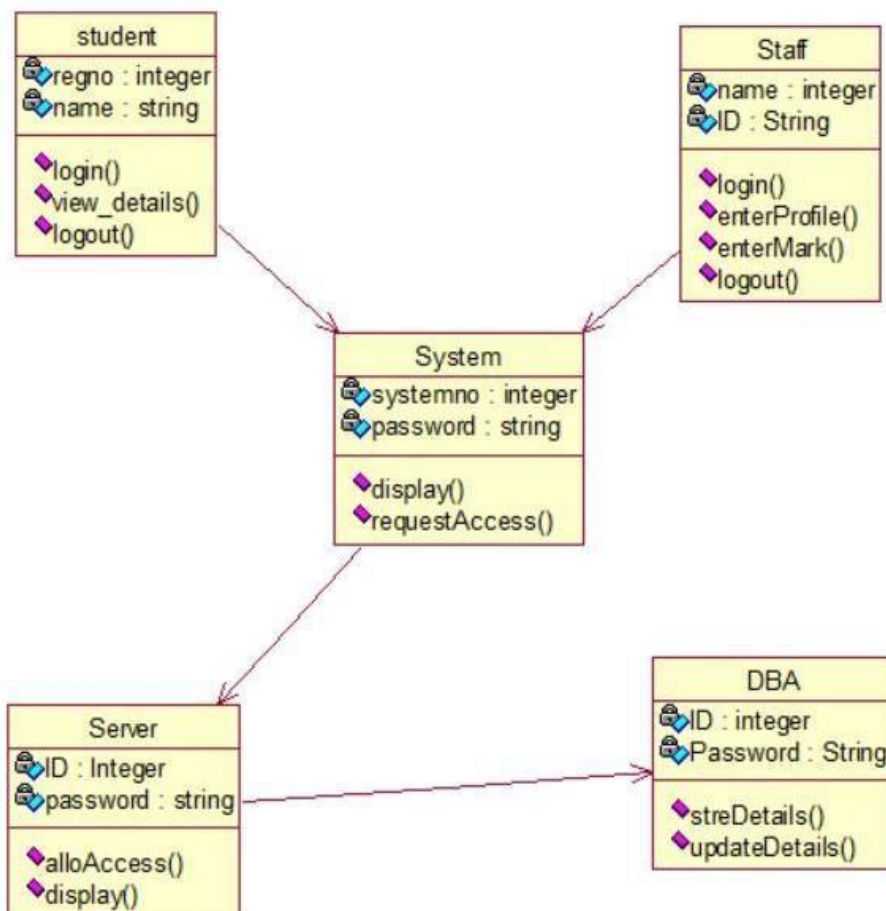 student
regno : integer
name : string
login()
view_details()
logout()
Staff
name : integer
ID : String
login()
enterProfile()
enterMark()
logout()
System
systemno : integer
password : string
display()
requestAccess()
Server
ID : Integer
password : string
alloAccess()
display()
DBA
ID : integer
Password : String
streDetails()
updateDetails()